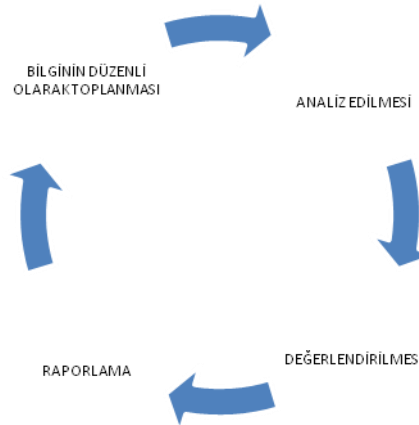 BİLGİNİN DÜZENLİ
OLARAKTOPLANMASI
ANALİZ EDİLMESİ
DEĞERLENDİRİLMES
RAPORLAMA